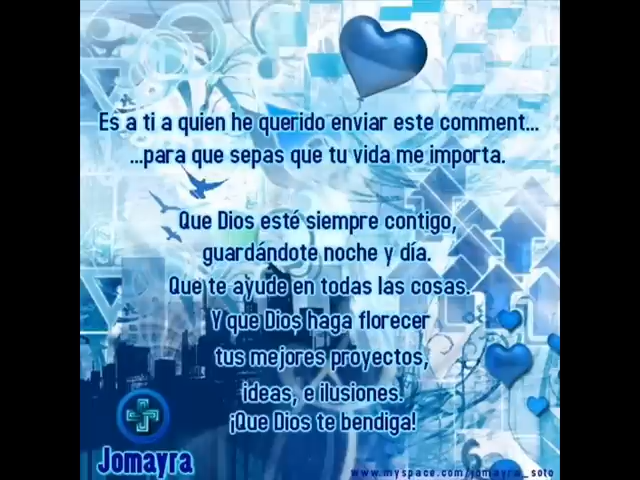 Es a ti a quien he querido enviar este comment...
...para que sepas que tu vida me importa.
Que Dios esté siempre contigo,
guardándote noche y día.
Que te ayude en todas las cosas.
Y que Dios haga florecer
tus mejores proyectos,
ideas, e ilusiones.
¡Que Dios te bendiga!
Jomayra
www.myspace.com/jomayra_soto